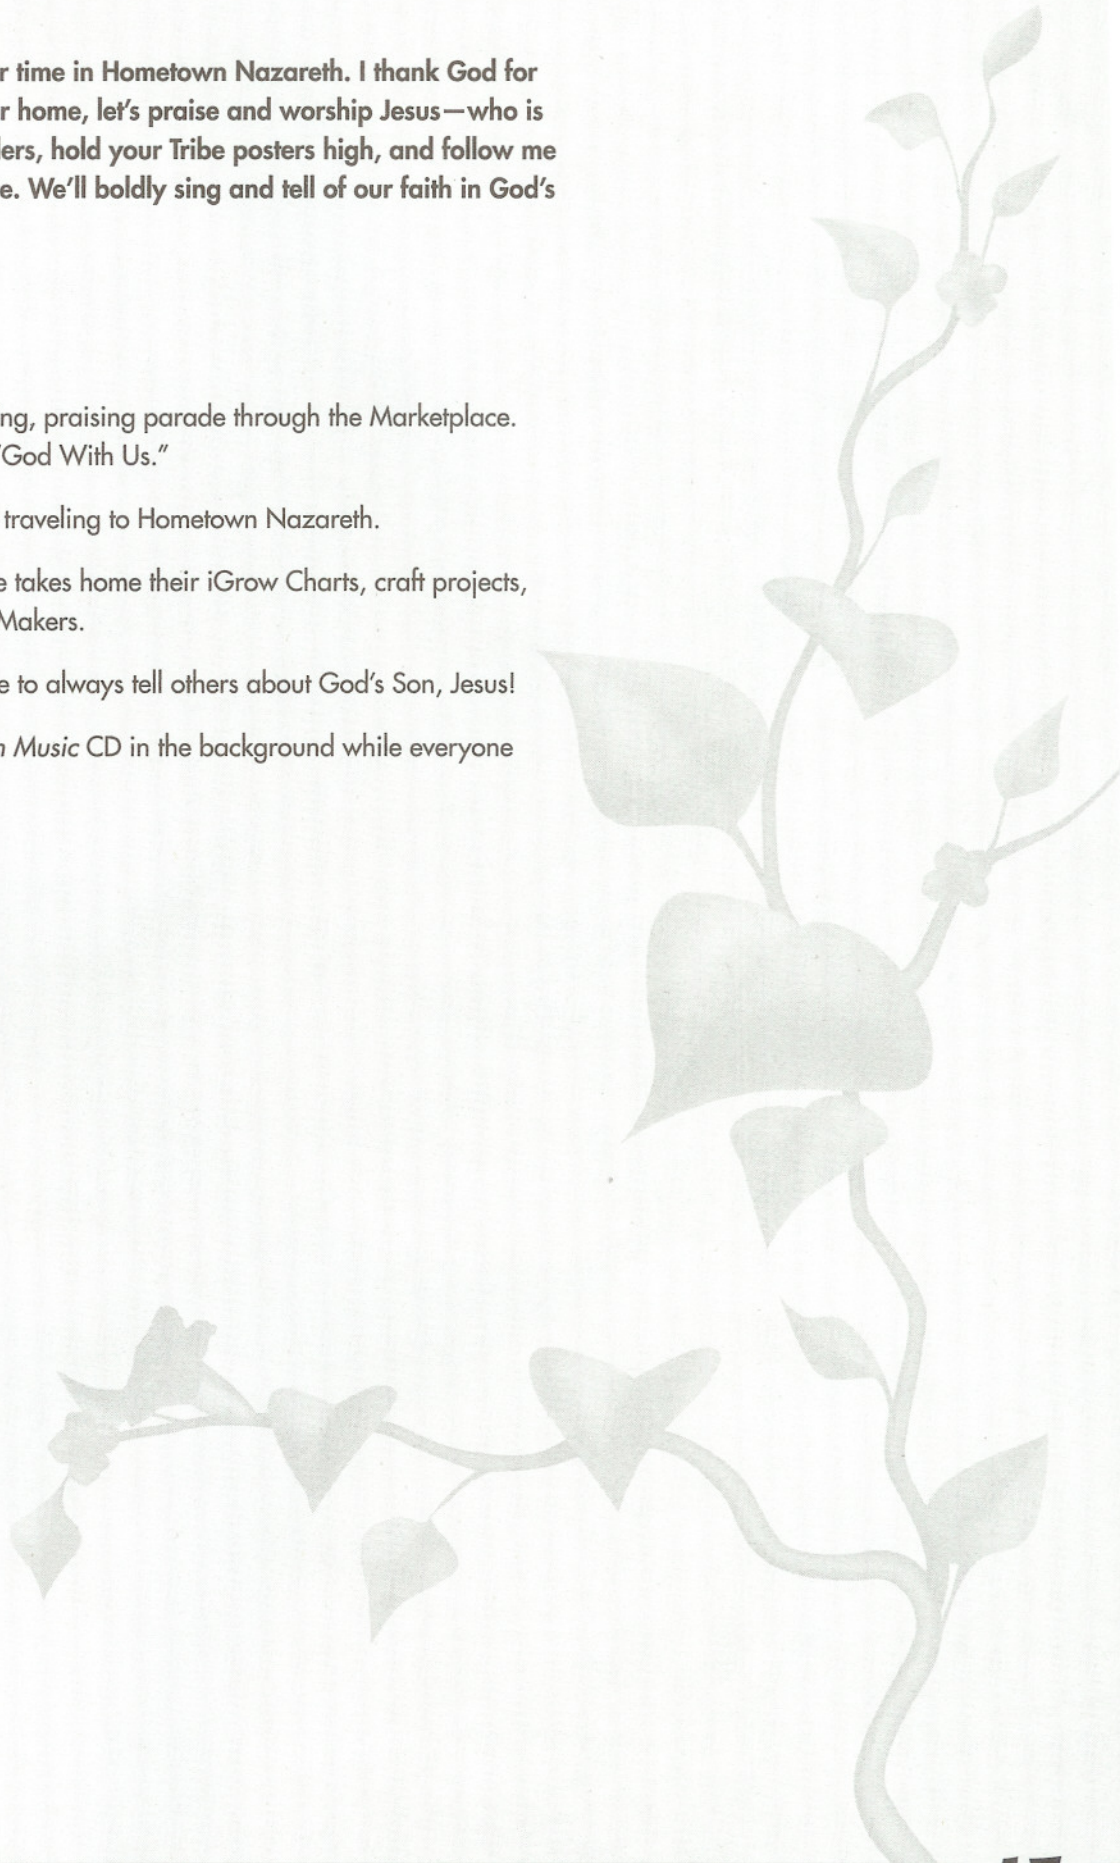 r time in Hometown Nazareth. I thank God for
r home, let's praise and worship Jesus—who is
ers, hold your Tribe posters high, and follow me
e. We'll boldly sing and tell of our faith in God's
ng, praising parade through the Marketplace.
"God With Us."
traveling to Hometown Nazareth.
e takes home their iGrow Charts, craft projects,
Makers.
e to always tell others about God's Son, Jesus!
n Music CD in the background while everyone